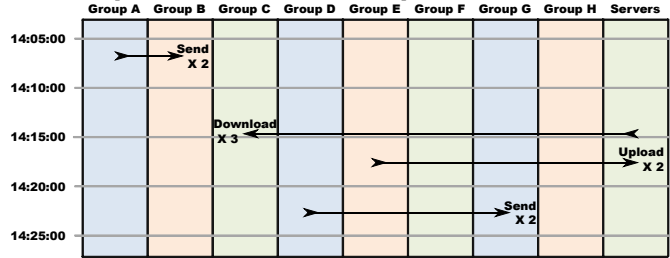 Group A Group B Group C Group D Group E Group F Group G Group H Servers
14:05:00
Send
X 2
14:10:00
Download
X 3
14:15:00
Upload
X 2
14:20:00
Send
X 2
14:25:00